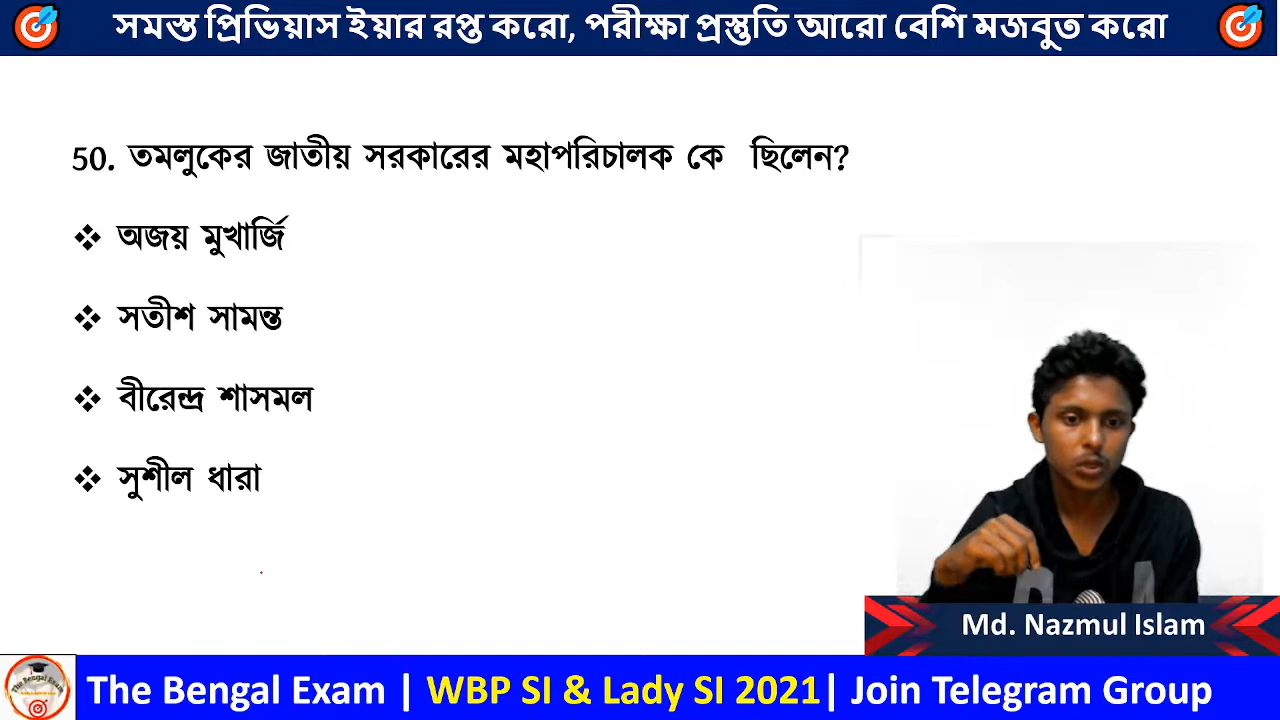 সমস্ত প্রিভিয়াস ইয়ার রপ্ত করো, পরীক্ষা প্রস্তুতি আরো বেশি মজবুত করো
50. তমলুকের জাতীয় সরকারের মহাপরিচালক কে ছিলেন?
❖ অজয় মুখার্জি
❖ সতীশ সামন্ত
❖ বীরেন্দ্র শাসমল
❖ সুশীল ধারা
Md. Nazmul Islam
The Bengal Exam | WBP SI & Lady SI 2021| Join Telegram Group